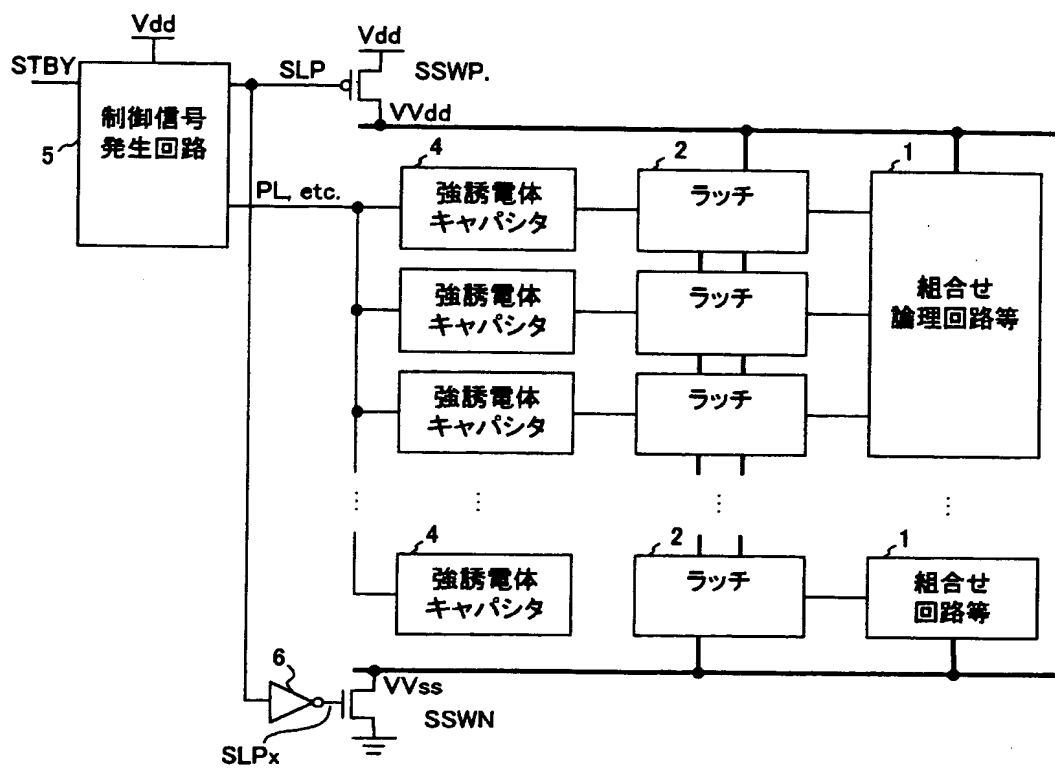 Vdd
STBY
制御信号
発生回路
5
SLP
Vdd
SSWP.
VVdd
PL, etc.
4
強誘電体
キャパシタ
2
ラッチ
1
組合せ
論理回路等
強誘電体
キャパシタ
ラッチ
強誘電体
キャパシタ
ラッチ
4
強誘電体
キャパシタ
2
ラッチ
1
組合せ
回路等
6
VVss
SSWN
SLPx